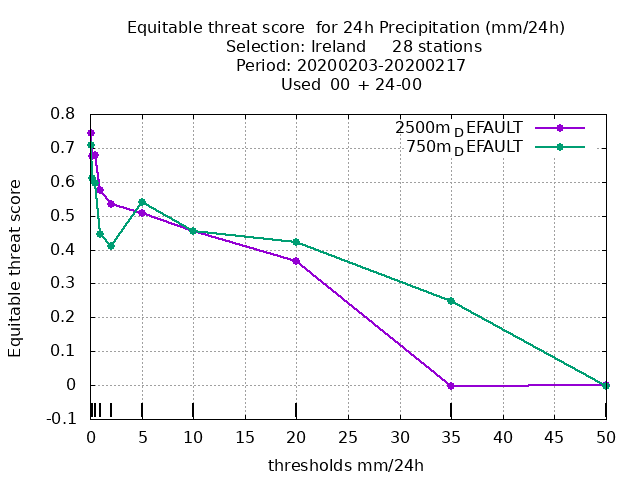 Equitable threat score  for 24h Precipitation (mm/24h)
Selection: Ireland     28 stations
Period: 20200203-20200217
Used  00 + 24-00
2500m_DEFAULT
750m_DEFAULT
Equitable threat score
0.8
0.7
0.6
0.5
0.4
0.3
0.2
0.1
0
-0.1
0 5 10 15 20 25 30 35 40 45 50
thresholds mm/24h